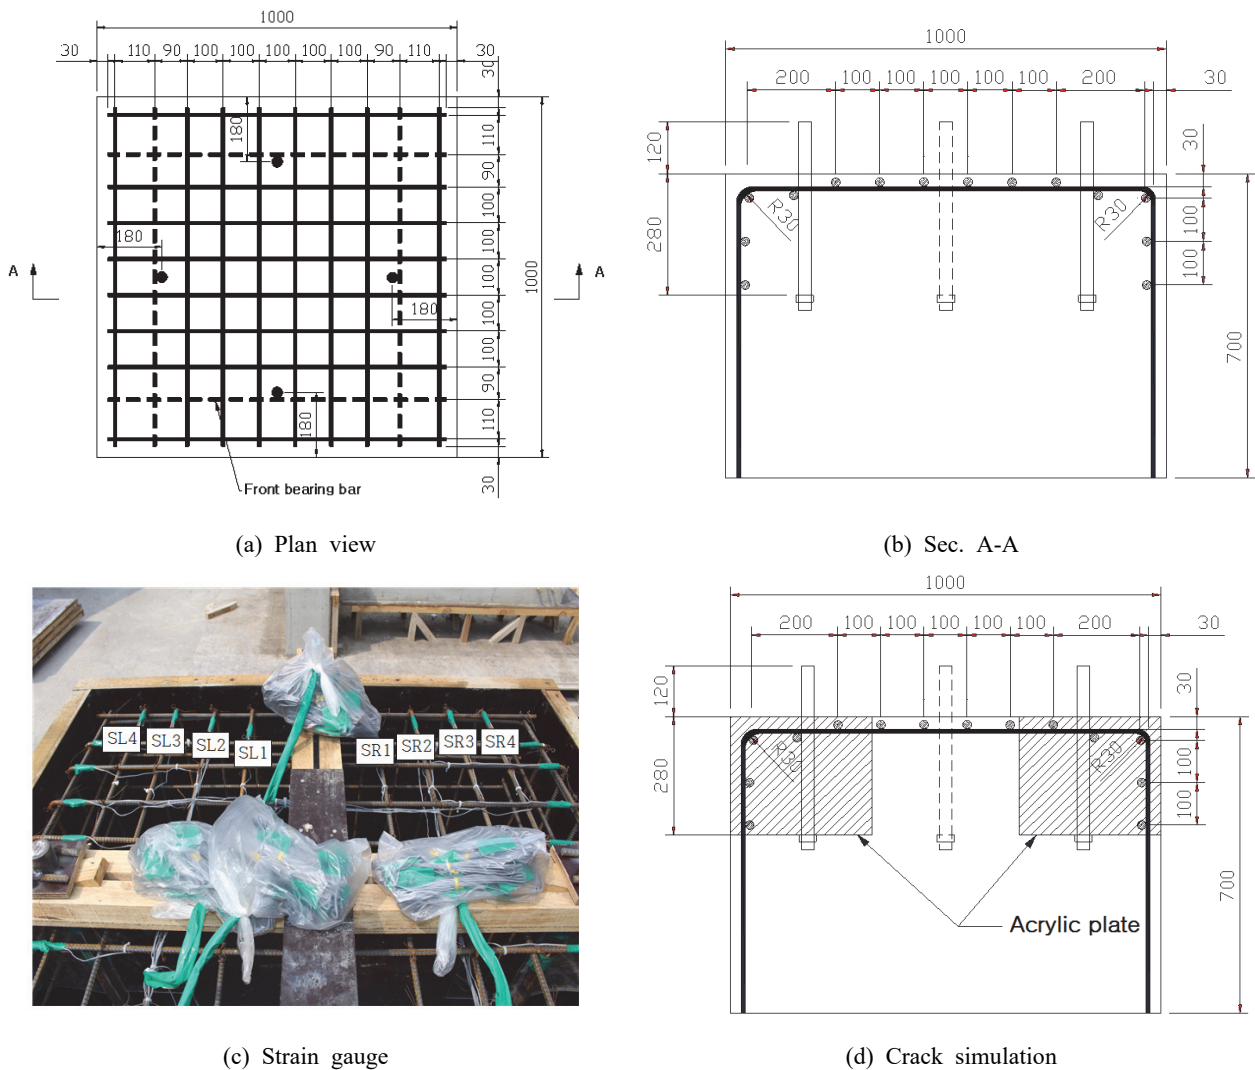 1000
30 110 90 100 100 100 100 100 90 110 30
30
180
110
90
100
100
180
A
A
100
1000
180
100
100
90
180
110
30
Front bearing bar
(a) Plan view
1000
200 100 100 100 100 100 200 30
120
30
R30
R30
100
280
100
700
(b) Sec. A-A
SL4
SL3
SL2
SL1
SR1
SR2
SR3
SR4
(c) Strain gauge
1000
200 100 100 100 100 100 200 30
120
30
R30
R30
100
280
100
700
Acrylic plate
(d) Crack simulation